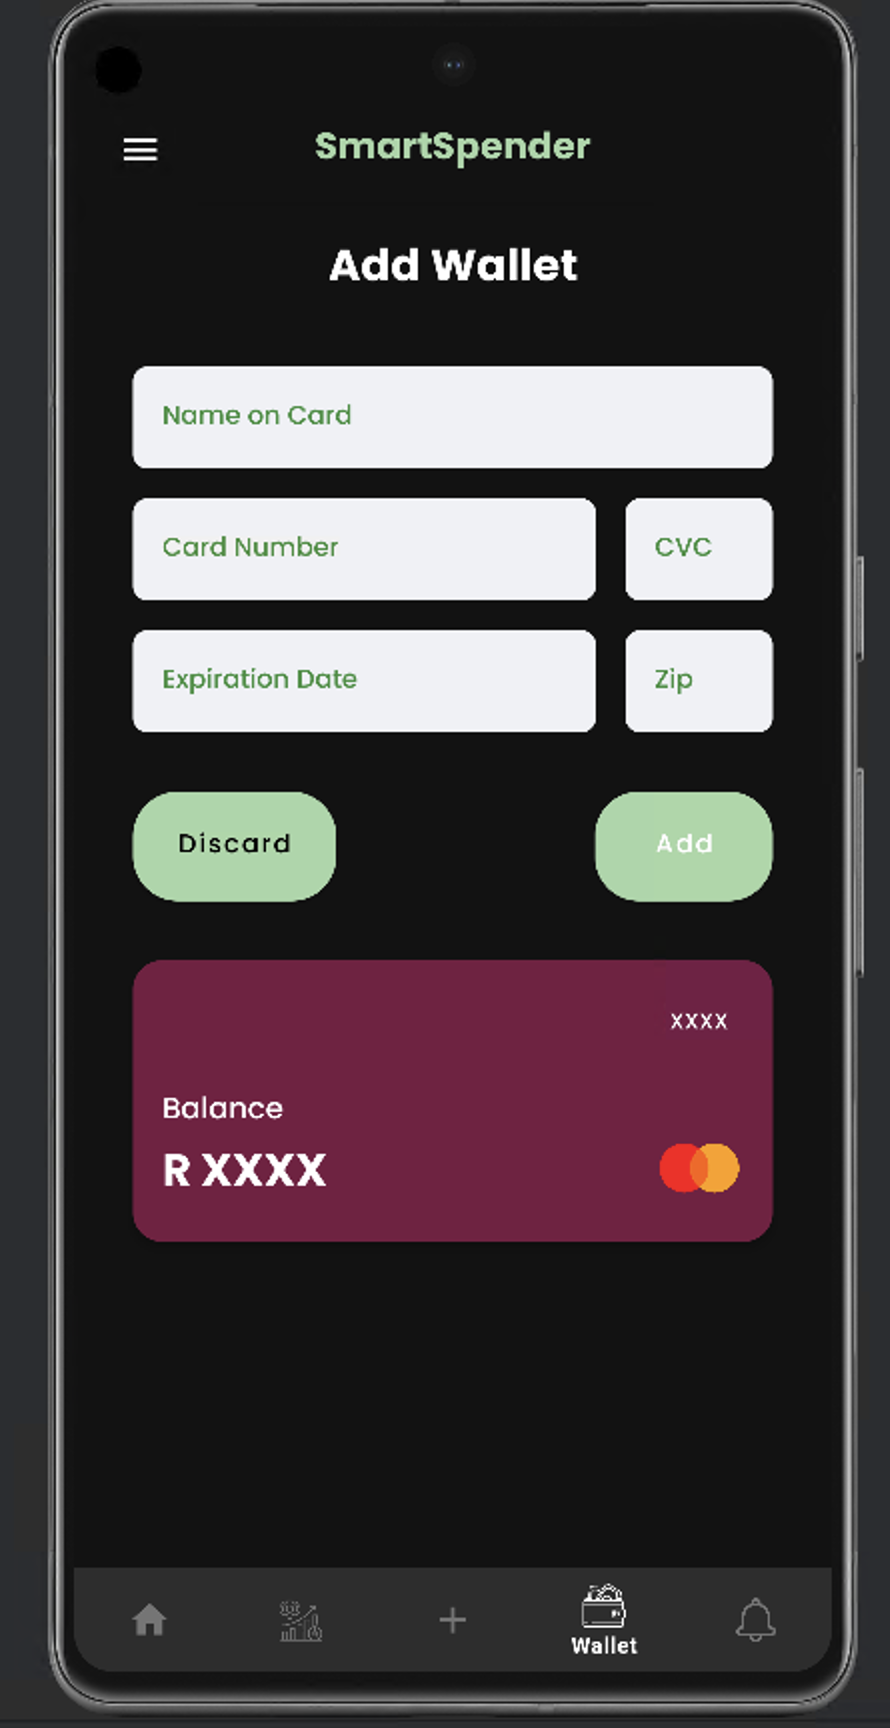 SmartSpender
Add Wallet
Name on Card
Card Number
CVC
Expiration Date
Zip
Discard
Add
xxxx
Balance
R XXXX
Wallet